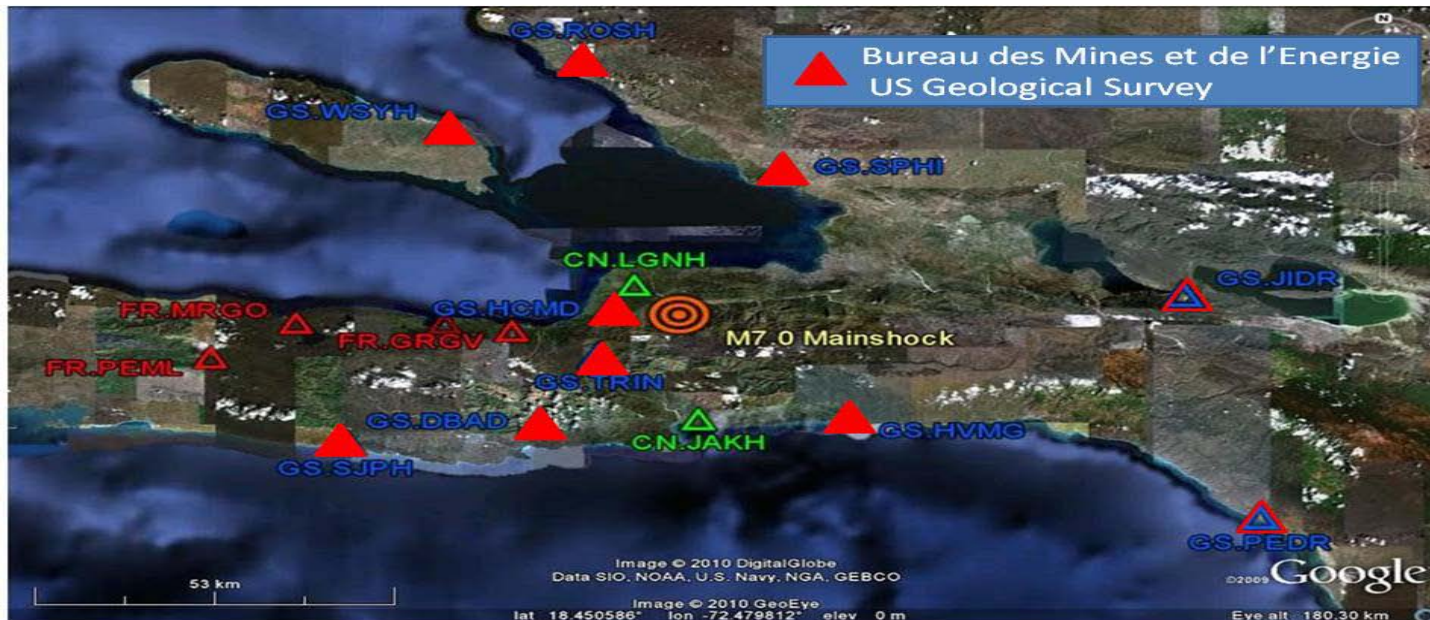 GS.ROSH
Bureau des Mines et de l'Energie
US Geological Survey
GS.WSYH
GS.SPHI
CN.LGNH
GS.JIDR
FR.MRGO
GS.HCMD
FR.GRGV
M7.0 Mainshock
FR.PEML
GS.TRIN
GS.DBAD
CN.JAKH
GS.HVMG
GS.SJPH
GS.PEDR
53 km
Image © 2010 DigitalGlobe
Data SIO, NOAA, U.S. Navy, NGA, GEBCO
©2009 Google
Image © 2010 GeoEye
lat 18.450586° lon -72.479812° elev 0 m
Eye alt 180.30 km
N